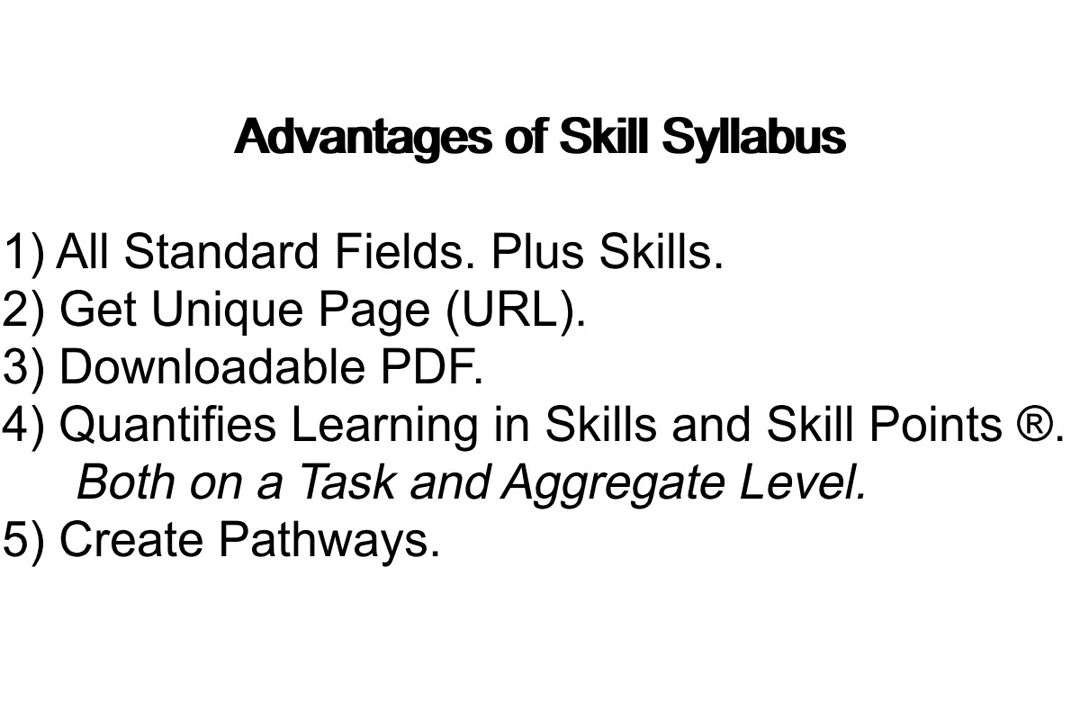 Advantages of Skill Syllabus
1) All Standard Fields. Plus Skills.
2) Get Unique Page (URL).
3) Downloadable PDF.
4) Quantifies Learning in Skills and Skill Points ®.
Both on a Task and Aggregate Level.
5) Create Pathways.